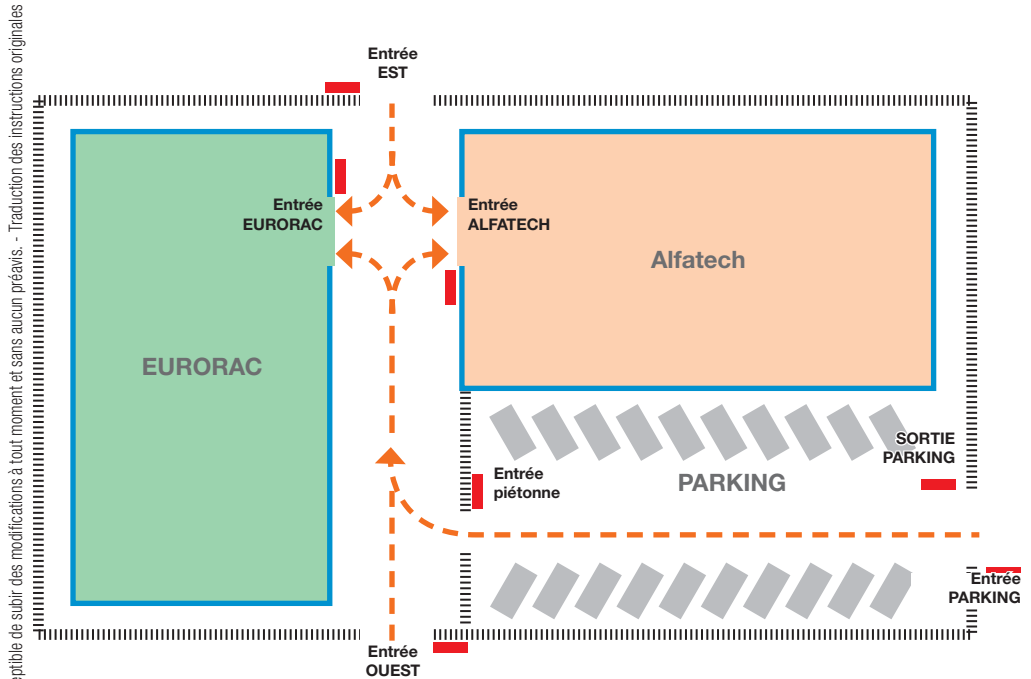 Entrée
EST
Entrée
EURORAC
Entrée
ALFATECH
Alfatech
EURORAC
SORTIE
PARKING
Entrée
piétonne
PARKING
Entrée
PARKING
Entrée
OUEST
de subir des modifications à tout moment et sans aucun préavis. - Traduction des instructions originales